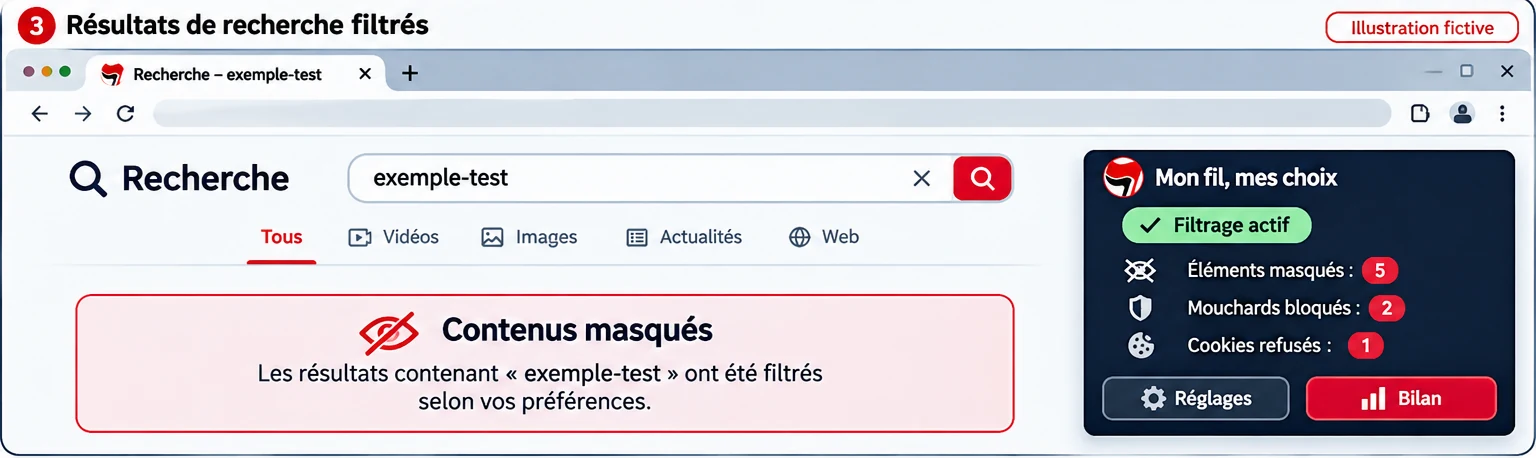 3 Résultats de recherche filtrés
Illustration fictive
Recherche – exemple-test
Recherche
exemple-test
Tous
Vidéos
Images
Actualités
Web
Contenus masqués
Les résultats contenant « exemple-test » ont été filtrés
selon vos préférences.
Mon fil, mes choix
Filtrage actif
Éléments masqués : 5
Mouchards bloqués : 2
Cookies refusés : 1
Réglages
Bilan